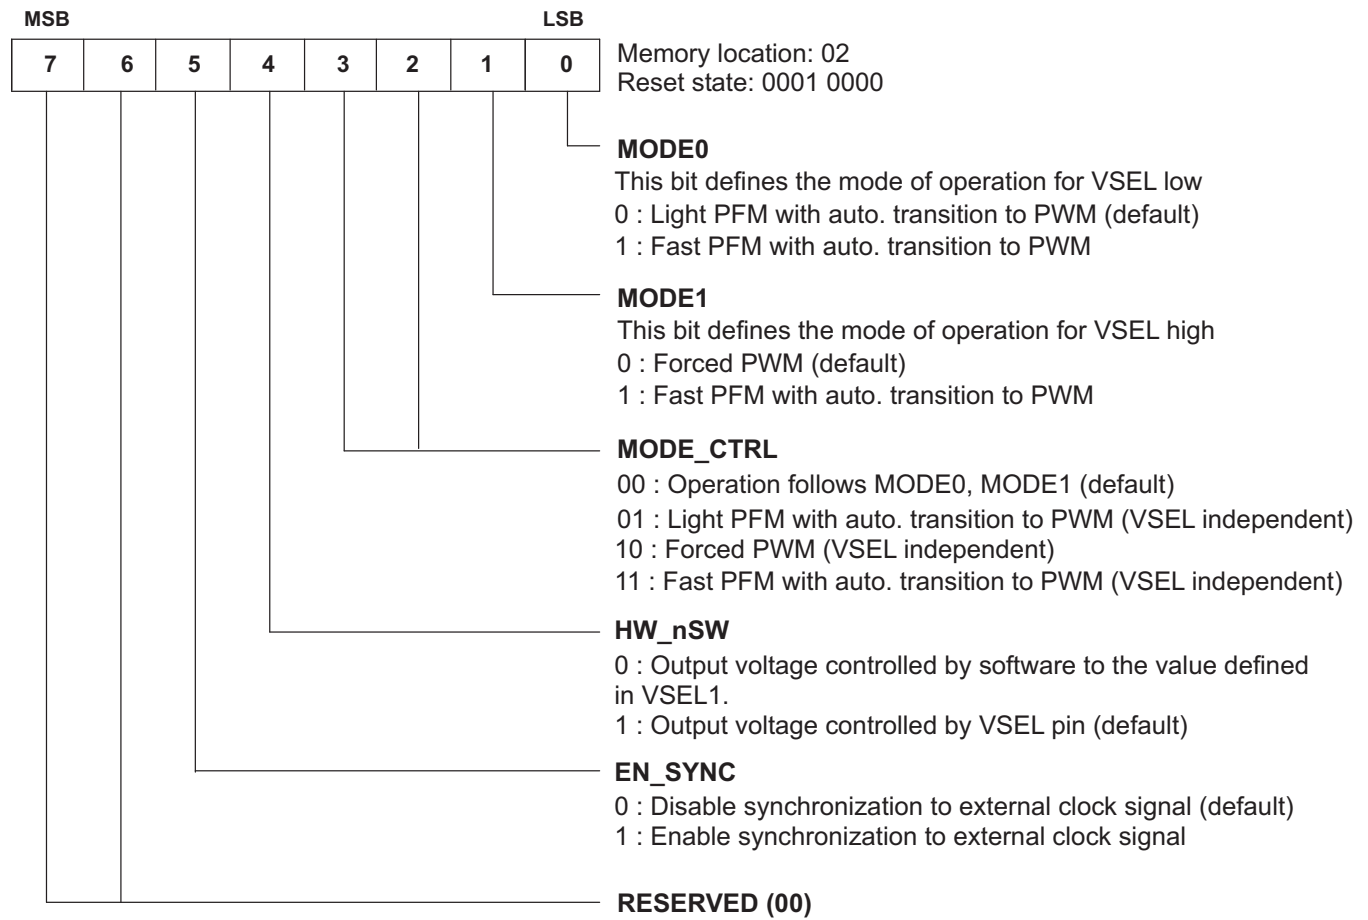 MSB LSB
7 6 5 4 3 2 1 0
Memory location: 02
Reset state: 0001 0000
MODE0
This bit defines the mode of operation for VSEL low
0 : Light PFM with auto. transition to PWM (default)
1 : Fast PFM with auto. transition to PWM
MODE1
This bit defines the mode of operation for VSEL high
0 : Forced PWM (default)
1 : Fast PFM with auto. transition to PWM
MODE_CTRL
00 : Operation follows MODE0, MODE1 (default)
01 : Light PFM with auto. transition to PWM (VSEL independent)
10 : Forced PWM (VSEL independent)
11 : Fast PFM with auto. transition to PWM (VSEL independent)
HW_nSW
0 : Output voltage controlled by software to the value defined
in VSEL1.
1 : Output voltage controlled by VSEL pin (default)
EN_SYNC
0 : Disable synchronization to external clock signal (default)
1 : Enable synchronization to external clock signal
RESERVED (00)